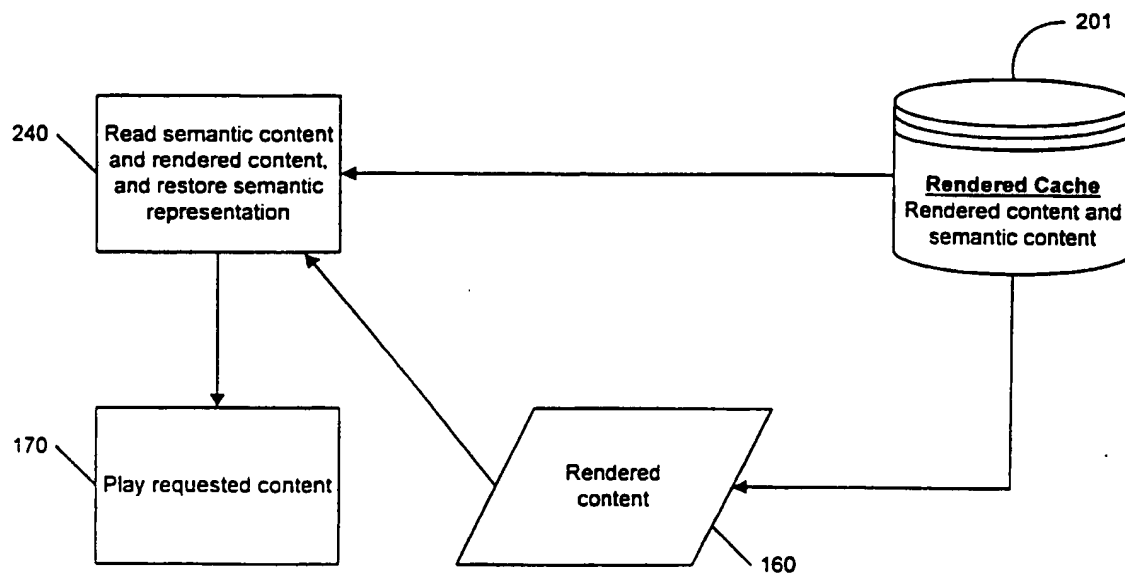 201
240
Read semantic content
and rendered content,
and restore semantic
representation
Rendered Cache
Rendered content and
semantic content
170
Play requested content
Rendered
content
160